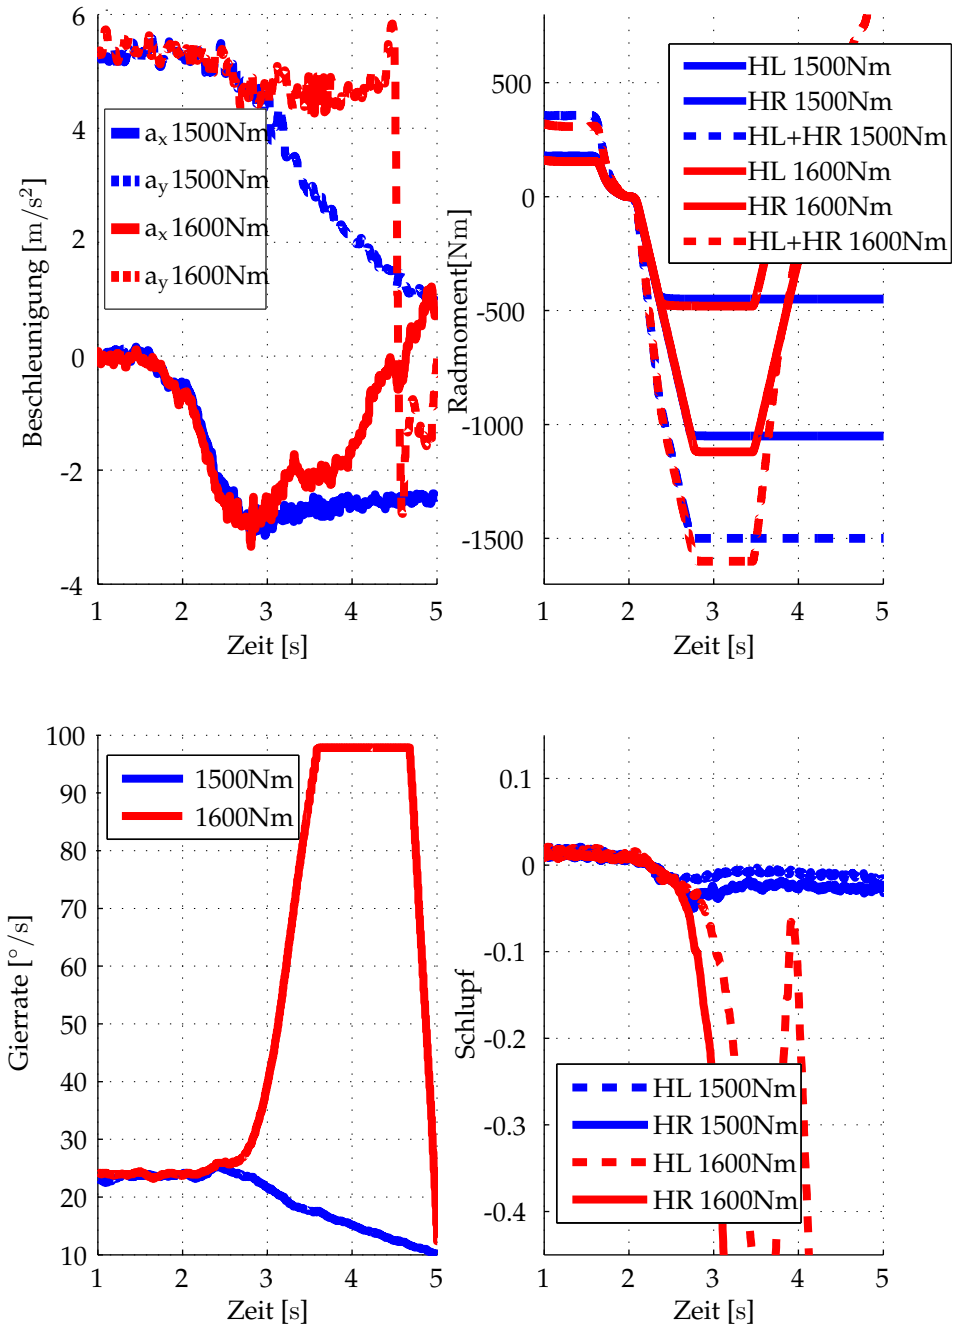 6
4
2
0
-2
-4
1 2 3 4 5
Zeit [s]
Beschleunigung [m/s²]
aₓ 1500Nm
a_y 1500Nm
aₓ 1600Nm
a_y 1600Nm
500
0
-500
-1000
-1500
1 2 3 4 5
Zeit [s]
Radmoment[Nm]
HL 1500Nm
HR 1500Nm
HL+HR 1500Nm
HL 1600Nm
HR 1600Nm
HL+HR 1600Nm
100
90
80
70
60
50
40
30
20
10
1 2 3 4 5
Zeit [s]
Gierrate [°/s]
1500Nm
1600Nm
0.1
0
-0.1
-0.2
-0.3
-0.4
1 2 3 4 5
Zeit [s]
Schlupf
HL 1500Nm
HR 1500Nm
HL 1600Nm
HR 1600Nm